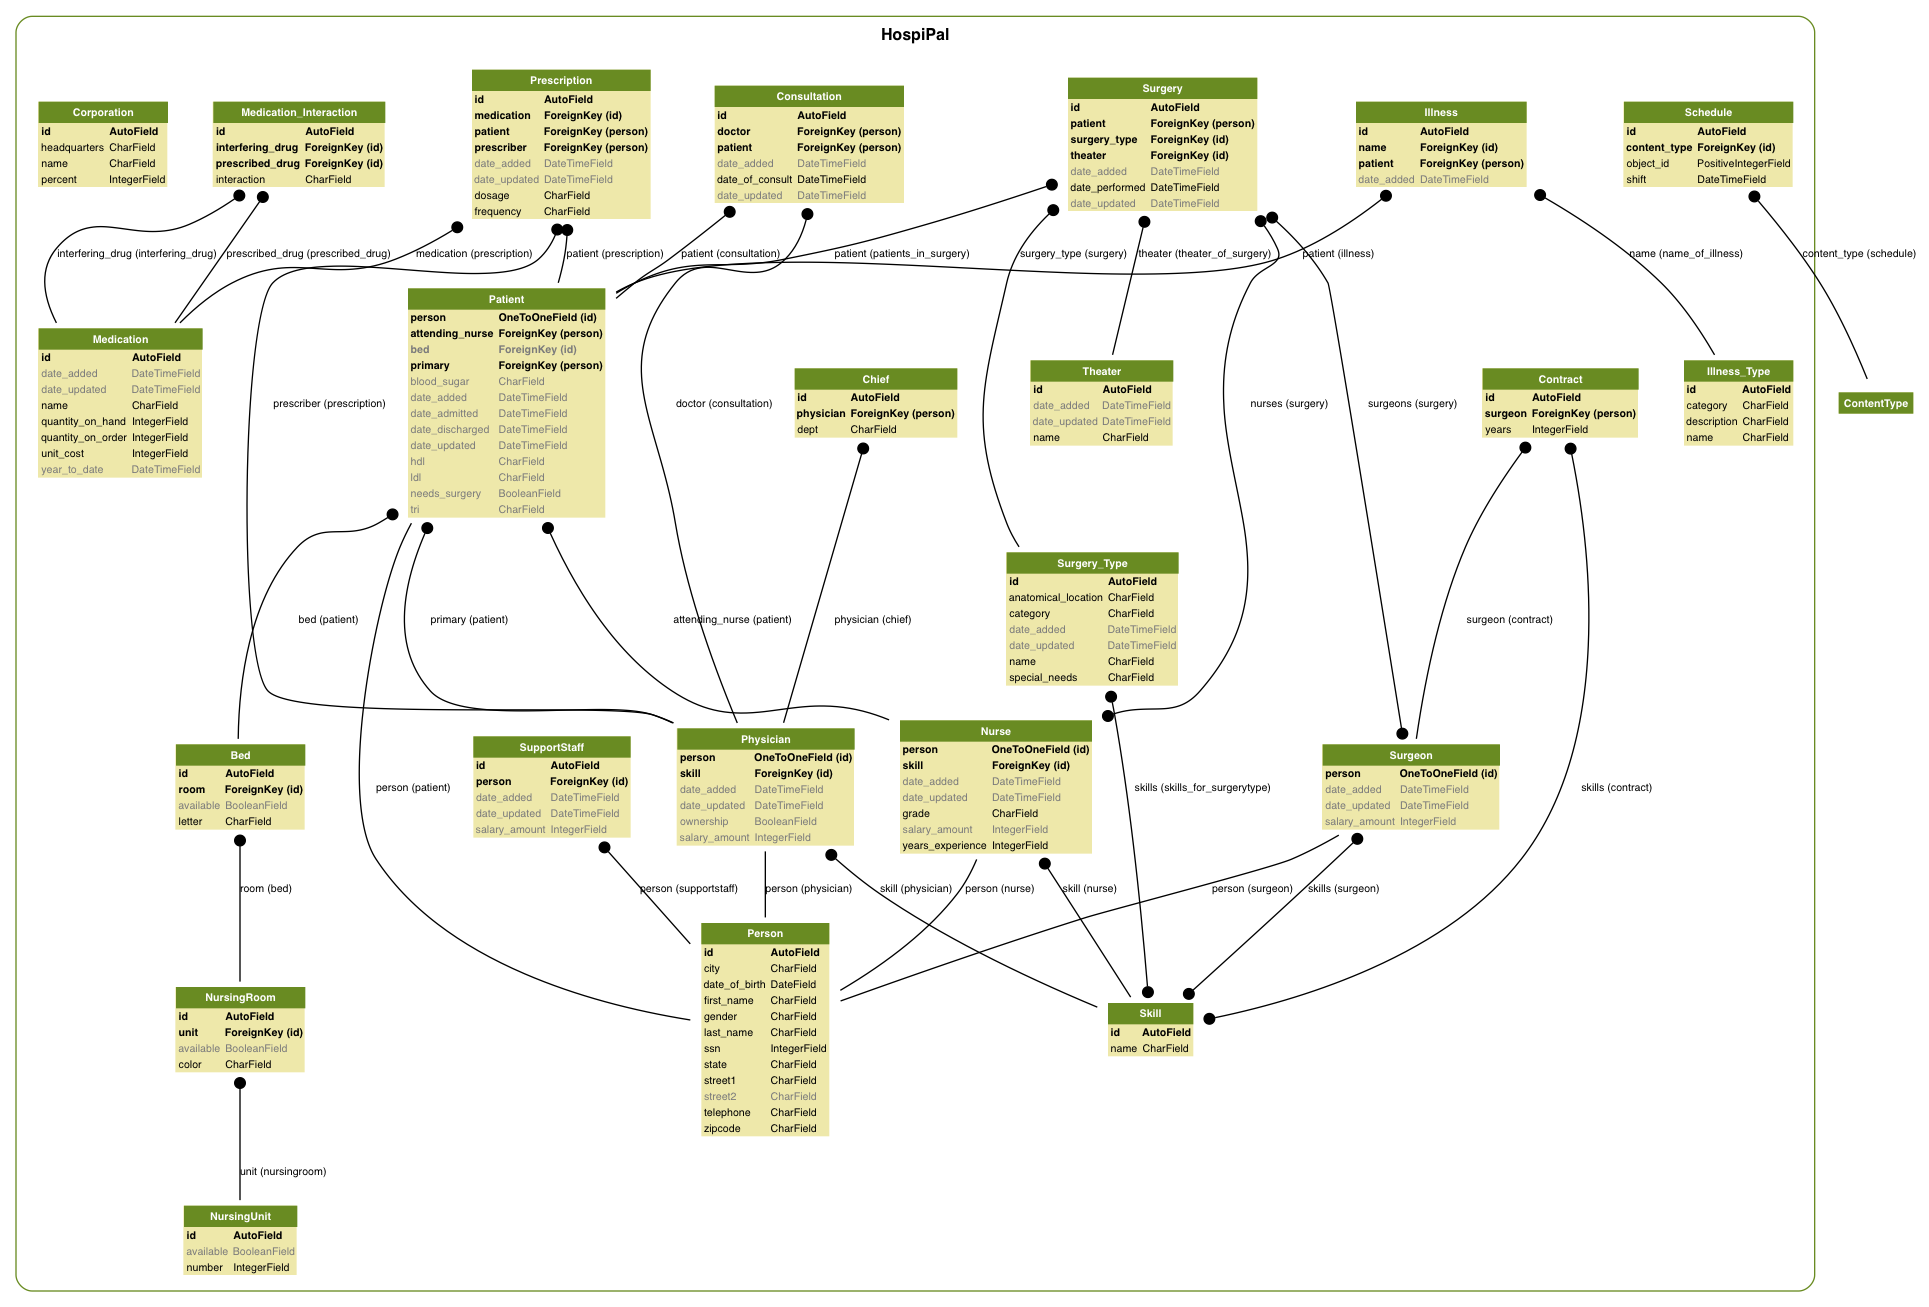 HospiPal
Corporation
id AutoField
headquarters CharField
name CharField
percent IntegerField
Medication_Interaction
id AutoField
interfering_drug ForeignKey (id)
prescribed_drug ForeignKey (id)
interaction CharField
Prescription
id AutoField
medication ForeignKey (id)
patient ForeignKey (person)
prescriber ForeignKey (person)
date_added DateTimeField
date_updated DateTimeField
dosage CharField
frequency CharField
Consultation
id AutoField
doctor ForeignKey (person)
patient ForeignKey (person)
date_added DateTimeField
date_of_consult DateTimeField
date_updated DateTimeField
Surgery
id AutoField
patient ForeignKey (person)
surgery_type ForeignKey (id)
theater ForeignKey (id)
date_added DateTimeField
date_performed DateTimeField
date_updated DateTimeField
Illness
id AutoField
name ForeignKey (id)
patient ForeignKey (person)
date_added DateTimeField
Schedule
id AutoField
content_type ForeignKey (id)
object_id PositiveIntegerField
shift DateTimeField
interfering_drug (interfering_drug)
prescribed_drug (prescribed_drug)
medication (prescription)
patient (prescription)
patient (consultation)
patient (patients_in_surgery)
surgery_type (surgery)
theater (theater_of_surgery)
patient (illness)
name (name_of_illness)
content_type (schedule)
Medication
id AutoField
date_added DateTimeField
date_updated DateTimeField
name CharField
quantity_on_hand IntegerField
quantity_on_order IntegerField
unit_cost IntegerField
year_to_date DateTimeField
Patient
person OneToOneField (id)
attending_nurse ForeignKey (person)
bed ForeignKey (id)
primary ForeignKey (person)
blood_sugar CharField
date_added DateTimeField
date_admitted DateTimeField
date_discharged DateTimeField
date_updated DateTimeField
hdl CharField
ldl CharField
needs_surgery BooleanField
tri CharField
Chief
id AutoField
physician ForeignKey (person)
dept CharField
Theater
id AutoField
date_added DateTimeField
date_updated DateTimeField
name CharField
Contract
id AutoField
surgeon ForeignKey (person)
years IntegerField
Illness_Type
id AutoField
category CharField
description CharField
name CharField
ContentType
prescriber (prescription)
doctor (consultation)
nurses (surgery)
surgeons (surgery)
Surgery_Type
id AutoField
anatomical_location CharField
category CharField
date_added DateTimeField
date_updated DateTimeField
name CharField
special_needs CharField
bed (patient)
primary (patient)
attending_nurse (patient)
physician (chief)
surgeon (contract)
Bed
id AutoField
room ForeignKey (id)
available BooleanField
letter CharField
SupportStaff
id AutoField
person ForeignKey (id)
date_added DateTimeField
date_updated DateTimeField
salary_amount IntegerField
Physician
person OneToOneField (id)
skill ForeignKey (id)
date_added DateTimeField
date_updated DateTimeField
ownership BooleanField
salary_amount IntegerField
Nurse
person OneToOneField (id)
skill ForeignKey (id)
date_added DateTimeField
date_updated DateTimeField
grade CharField
salary_amount IntegerField
years_experience IntegerField
Surgeon
person OneToOneField (id)
date_added DateTimeField
date_updated DateTimeField
salary_amount IntegerField
person (patient)
skills (skills_for_surgerytype)
skills (contract)
room (bed)
person (supportstaff)
person (physician)
skill (physician)
person (nurse)
skill (nurse)
person (surgeon)
skills (surgeon)
Person
id AutoField
city CharField
date_of_birth DateField
first_name CharField
gender CharField
last_name CharField
ssn IntegerField
state CharField
street1 CharField
street2 CharField
telephone CharField
zipcode CharField
NursingRoom
id AutoField
unit ForeignKey (id)
available BooleanField
color CharField
Skill
id AutoField
name CharField
unit (nursingroom)
NursingUnit
id AutoField
available BooleanField
number IntegerField